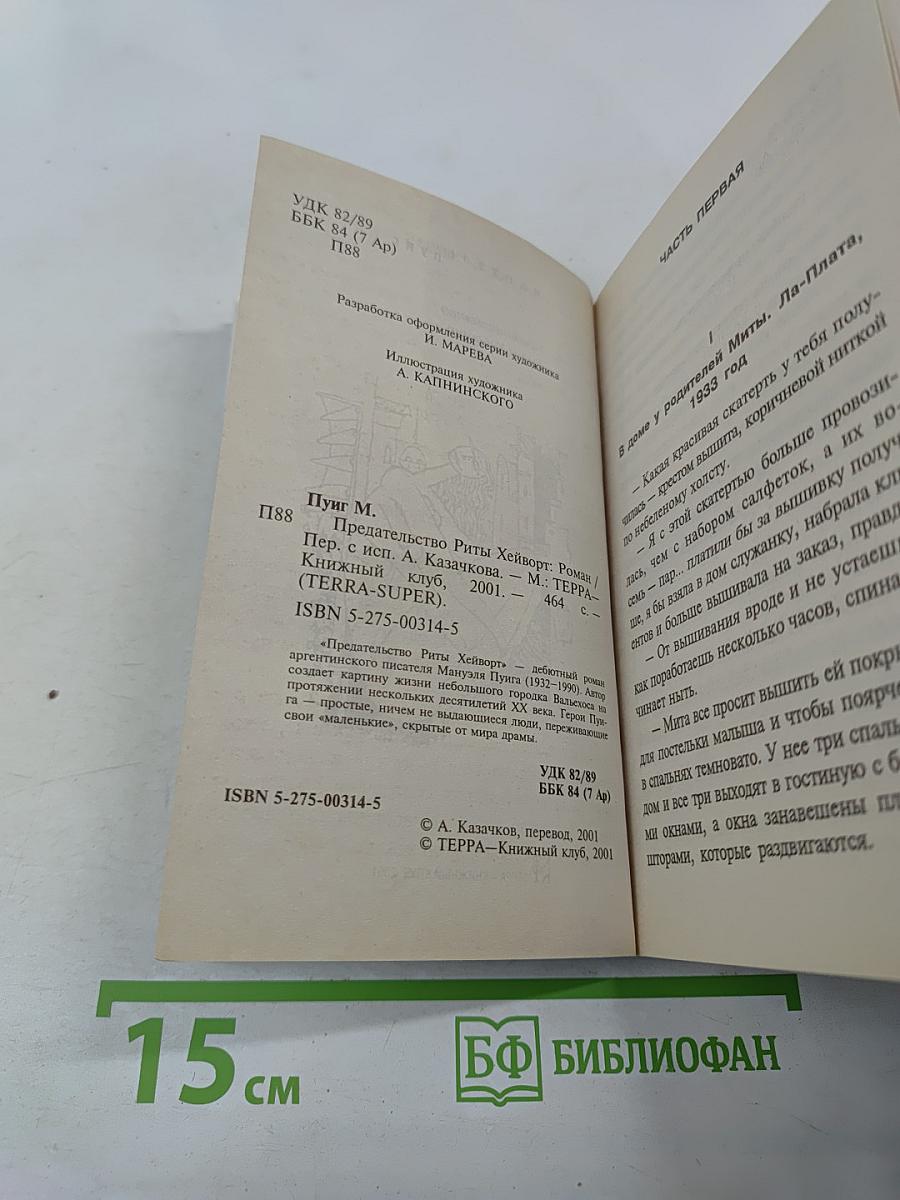 УДК 82/89
ББК 84 (7 Ар)
П88
Разработка оформления серии художника
И. МАРЕВА
Иллюстрация художника
А. КАПНИНСКОГО
Пуиг М.
П88 Предательство Риты Хейворт: Роман /
Пер. с исп. А. Казачкова. — М.: ТЕРРА—
Книжный клуб, 2001. — 464 с. —
(TERRA-SUPER).
ISBN 5-275-00314-5
«Предательство Риты Хейворт» — дебютный роман
аргентинского писателя Мануэля Пуига (1932—1990). Автор
создает картину жизни небольшого городка Вальехоса на
протяжении нескольких десятилетий XX века. Герои Пуи-
га — простые, ничем не выдающиеся люди, переживающие
свои «маленькие», скрытые от мира драмы.
УДК 82/89
ББК 84 (7 Ар)
ISBN 5-275-00314-5
© А. Казачков, перевод, 2001
© ТЕРРА—Книжный клуб, 2001
ЧАСТЬ ПЕРВАЯ
I
В доме у родителей Миты. Ла-Плата,
1933 год
— Какая красивая скатерть у тебя полу-
чилась — крестом вышита, коричневой ниткой
по небеленому холсту.
— Я с этой скатертью больше провози-
лась, чем с набором салфеток, а их во-
семь — пар... платили бы за вышивку получ
ше, я бы взяла в дом служанку, набрала кли
ентов и больше вышивала на заказ, правд
— От вышивания вроде и не устаеш
как поработаешь несколько часов, спина
чинает ныть.
— Мита все просит вышить ей покры
для постельки малыша и чтобы поярче
в спальнях темновато. У нее три спаль
дом и все три выходят в гостиную с б
ми окнами, а окна занавешены пл
шторами, которые раздвигаются.
15 см
БФ БИБЛИОФАН